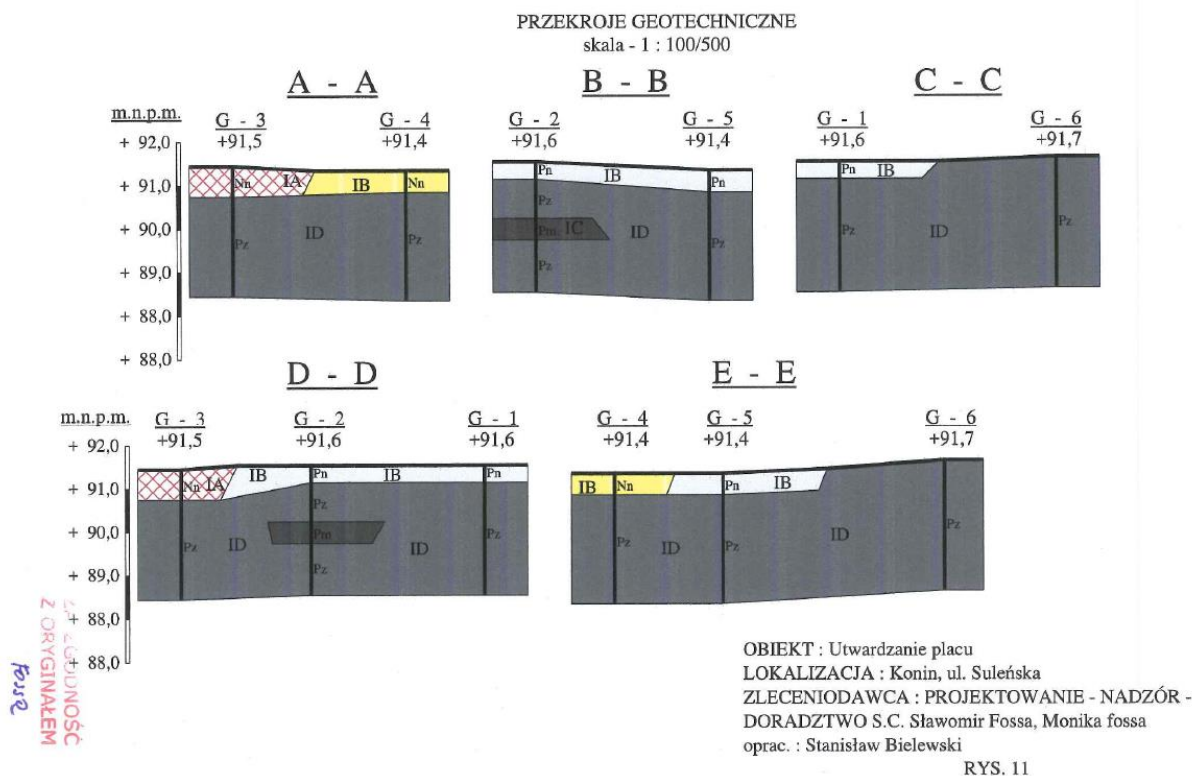 PRZEKROJE GEOTECHNICZNE
skala - 1 : 100/500
A - A
B - B
C - C
m.n.p.m.
G - 3
+91,5
G - 4
+91,4
G - 2
+91,6
G - 5
+91,4
G - 1
+91,6
G - 6
+91,7
+ 92,0
+ 91,0
+ 90,0
+ 89,0
+ 88,0
+ 88,0
Nn IA IB Nn
Pz ID Pz
Pn IB Pn
Pz
Pm IC ID Pz
Pz
Pn IB
Pz ID Pz
D - D
E - E
m.n.p.m.
G - 3
+91,5
G - 2
+91,6
G - 1
+91,6
G - 4
+91,4
G - 5
+91,4
G - 6
+91,7
+ 92,0
+ 91,0
+ 90,0
+ 89,0
+ 88,0
+ 88,0
Nn IA IB Pn IB Pn
Pz
Pz ID Pm ID Pz
Pz
IB Nn Pn IB
Pz ID Pz ID Pz
ZGODNOŚĆ
Z ORYGINAŁEM
Fossa
OBIEKT : Utwardzanie placu
LOKALIZACJA : Konin, ul. Suleńska
ZLECENIODAWCA : PROJEKTOWANIE - NADZÓR -
DORADZTWO S.C. Sławomir Fossa, Monika fossa
oprac. : Stanisław Bielewski
RYS. 11